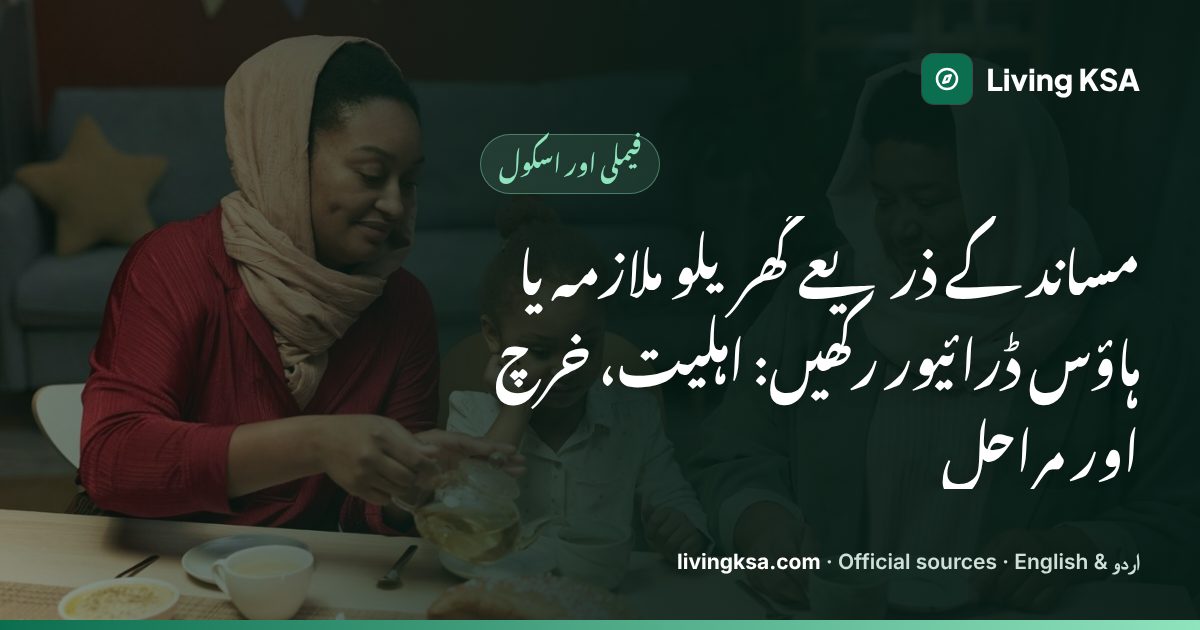 Living KSA
فیملی اور اسکول
مساند کے ذریعے گھریلو ملازمہ یا
ہاؤس ڈرائیور رکھیں: اہلیت، خرچ
اور مراحل
livingksa.com · Official sources · English & اردو